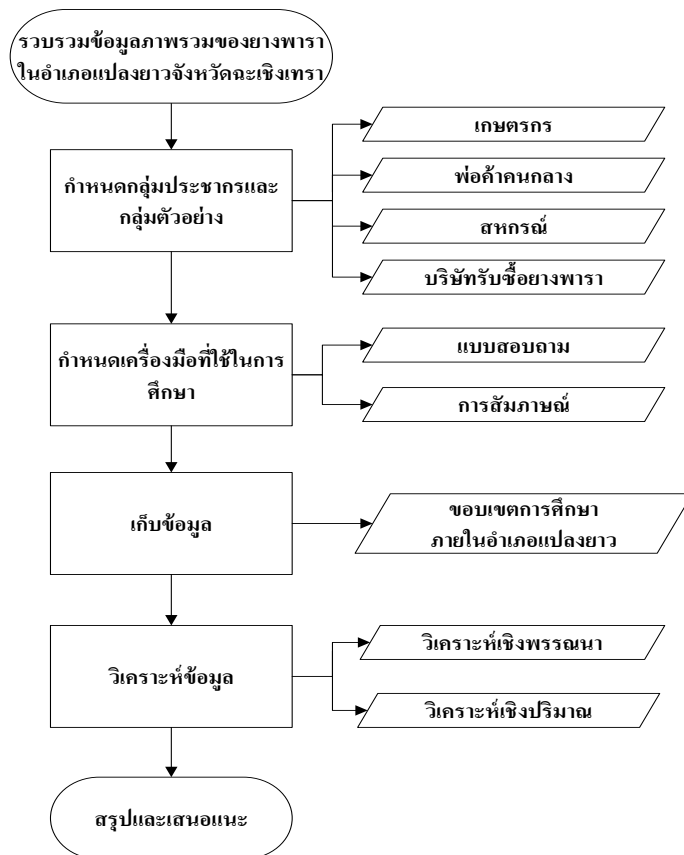 รวบรวมข้อมูลภาพรวมของยางพารา
ในอำเภอแปลงยาวจังหวัดฉะเชิงเทรา
กำหนดกลุ่มประชากรและ
กลุ่มตัวอย่าง
เกษตรกร
พ่อค้าคนกลาง
สหกรณ์
บริษัทรับซื้อยางพารา
กำหนดเครื่องมือที่ใช้ในการ
ศึกษา
แบบสอบถาม
การสัมภาษณ์
เก็บข้อมูล
ขอบเขตการศึกษา
ภายในอำเภอแปลงยาว
วิเคราะห์ข้อมูล
วิเคราะห์เชิงพรรณนา
วิเคราะห์เชิงปริมาณ
สรุปและเสนอแนะ